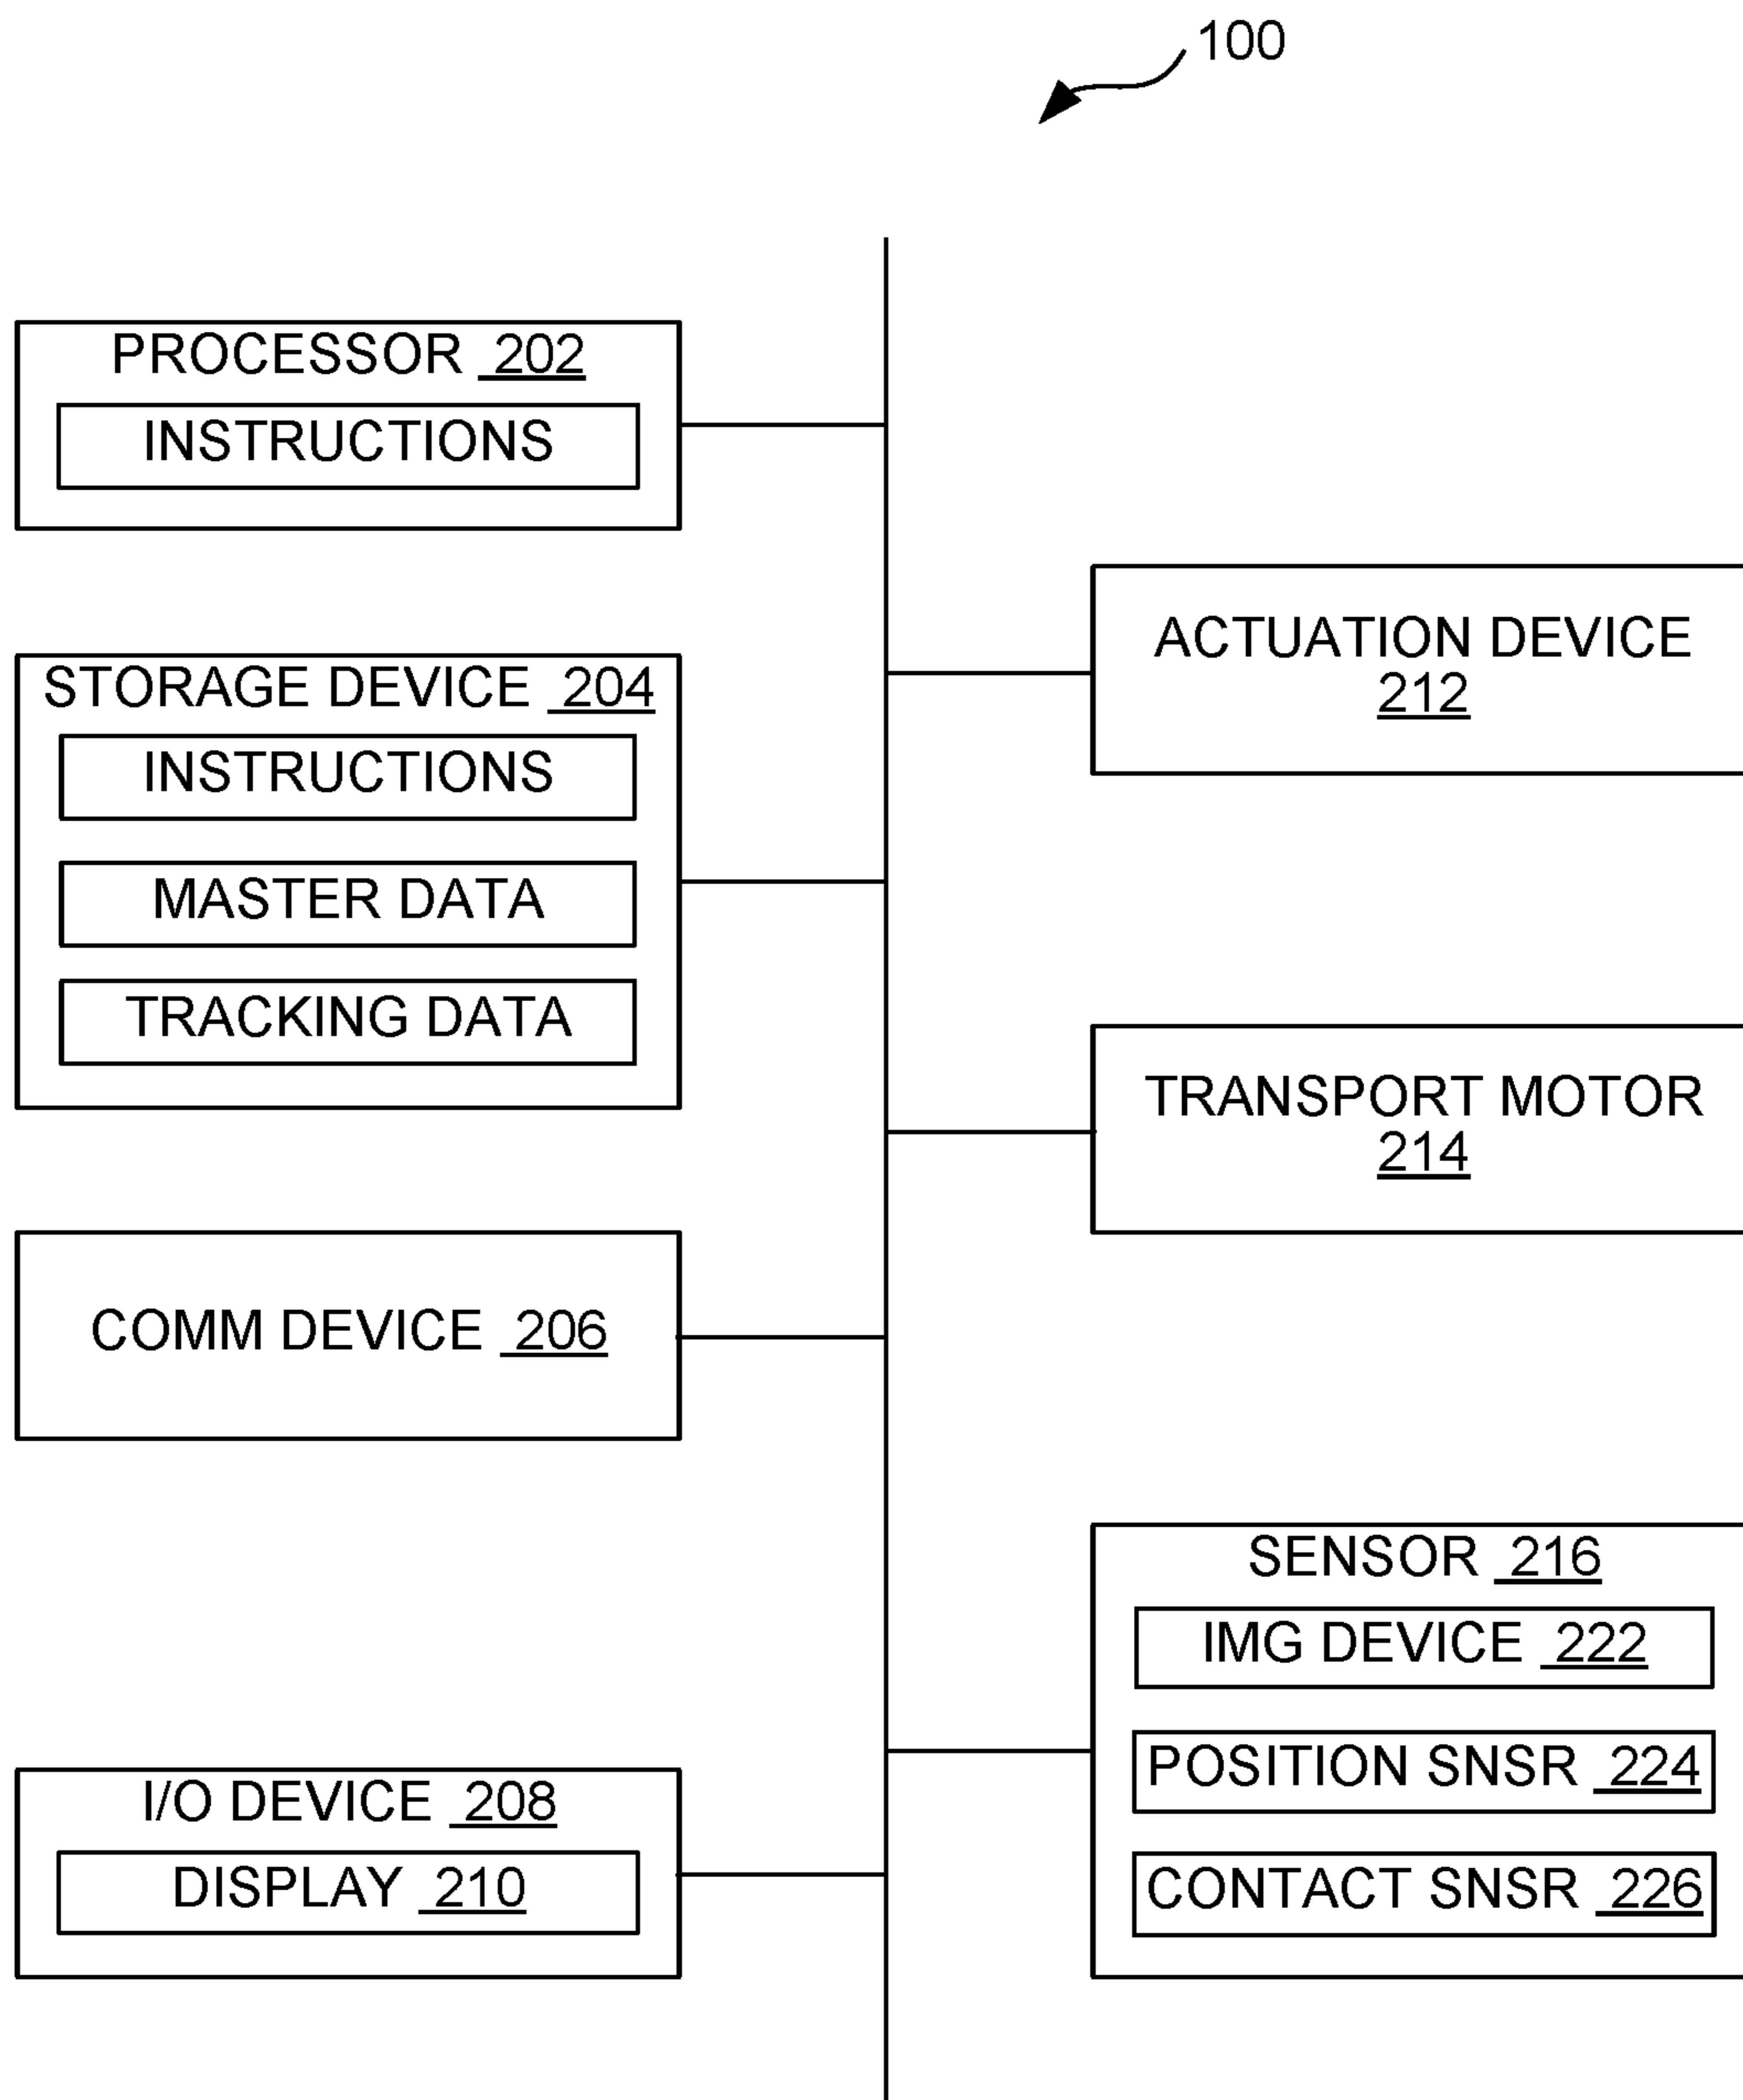 100
PROCESSOR 202
INSTRUCTIONS
STORAGE DEVICE 204
INSTRUCTIONS
MASTER DATA
TRACKING DATA
COMM DEVICE 206
I/O DEVICE 208
DISPLAY 210
ACTUATION DEVICE
212
TRANSPORT MOTOR
214
SENSOR 216
IMG DEVICE 222
POSITION SNSR 224
CONTACT SNSR 226